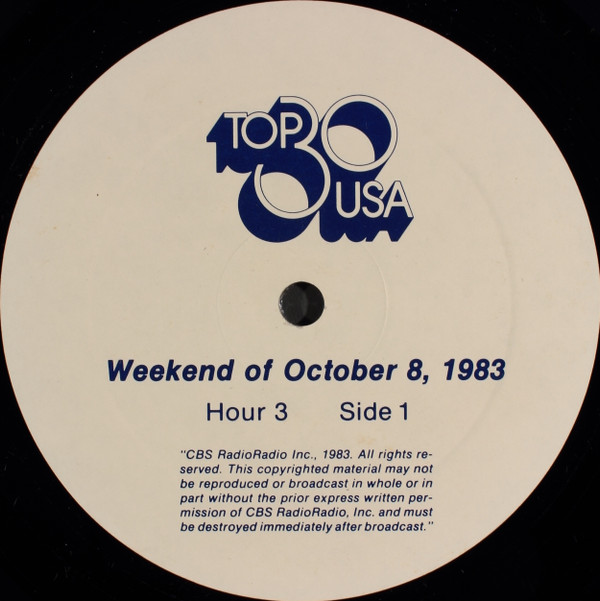 TOP 30
USA
Weekend of October 8, 1983
Hour 3 Side 1
"CBS RadioRadio Inc., 1983. All rights re-
served. This copyrighted material may not
be reproduced or broadcast in whole or in
part without the prior express written per-
mission of CBS RadioRadio, Inc. and must
be destroyed immediately after broadcast."